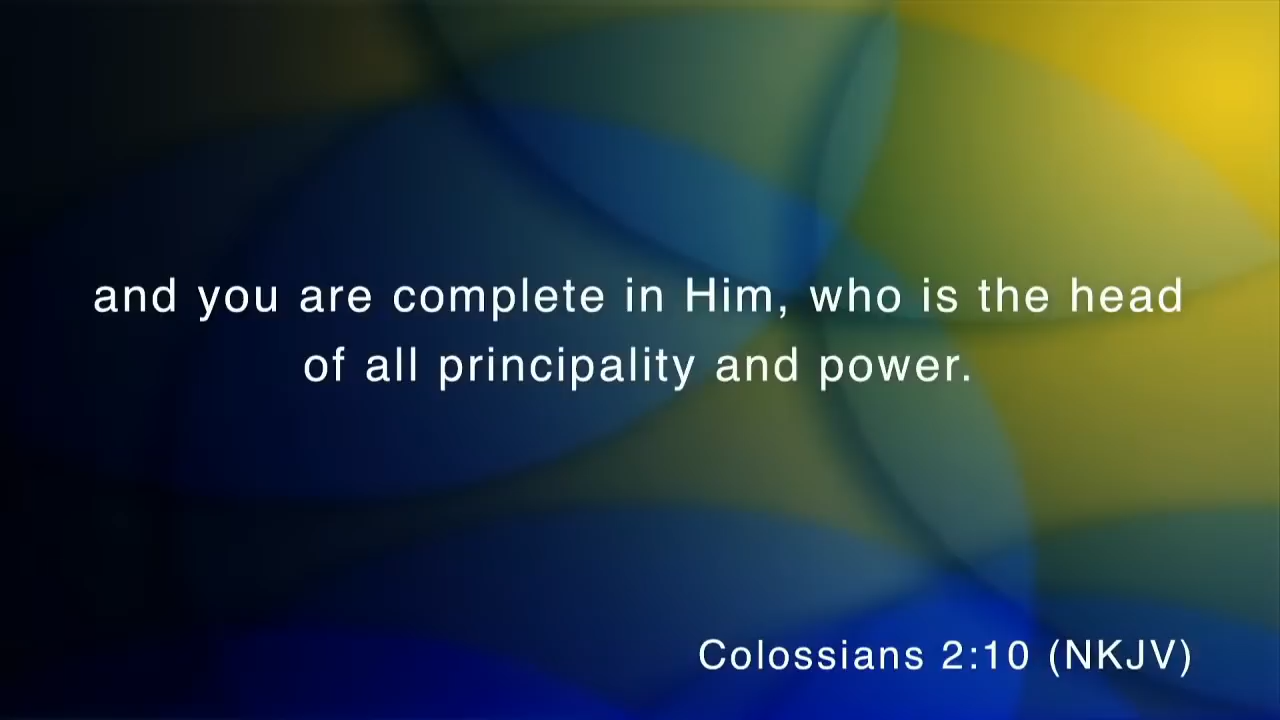 and you are complete in Him, who is the head
of all principality and power.
Colossians 2:10 (NKJV)